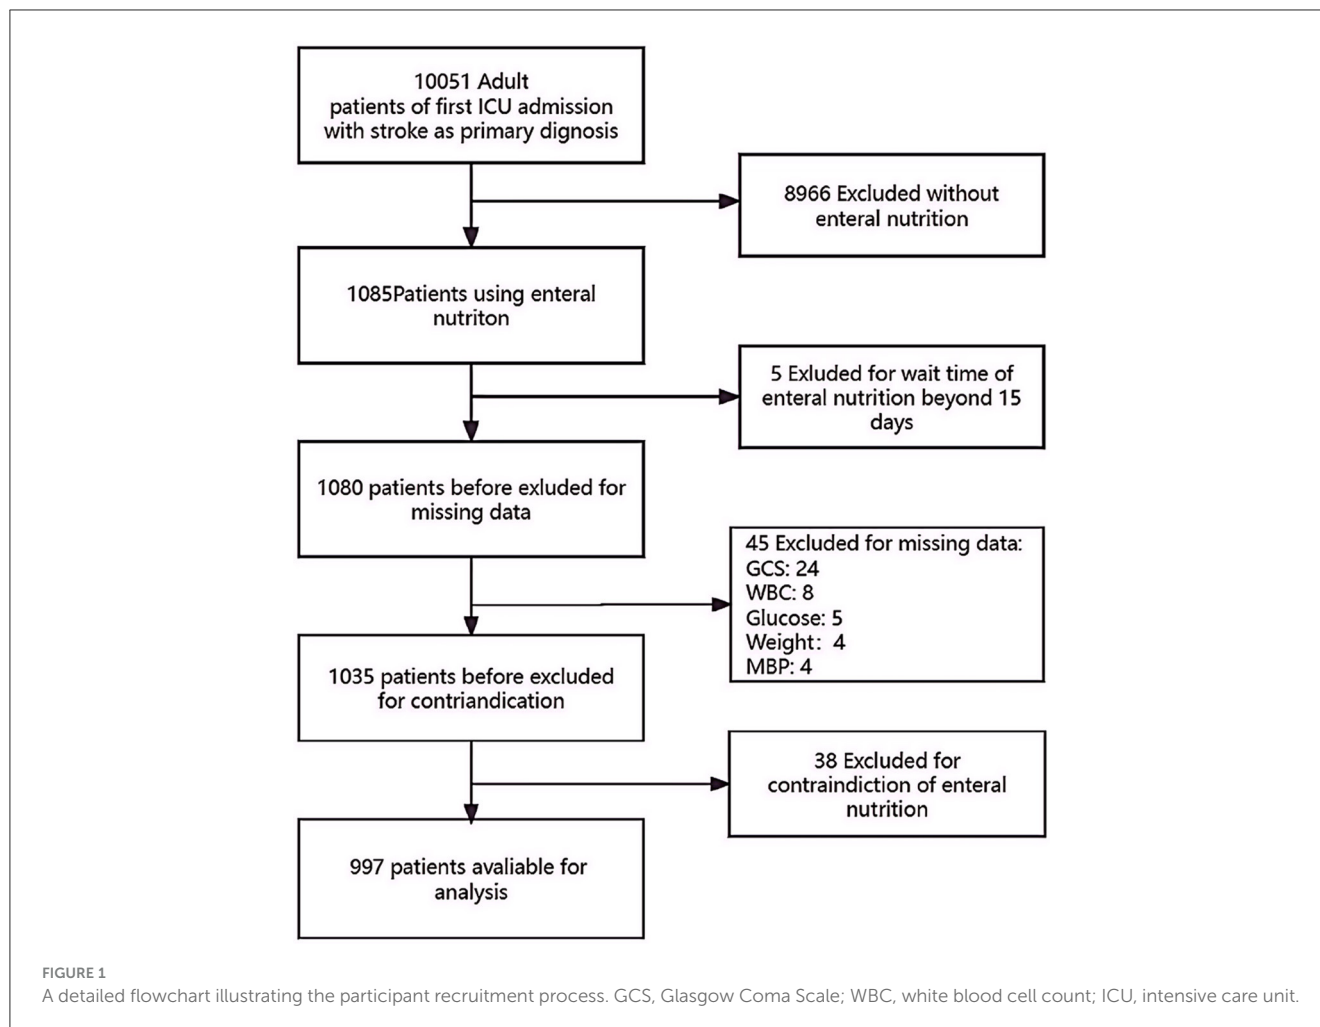 10051 Adult
patients of first ICU admission
with stroke as primary dignosis
8966 Excluded without
enteral nutrition
1085Patients using enteral
nutriton
5 Exluded for wait time of
enteral nutrition beyond 15
days
1080 patients before exluded for
missing data
45 Excluded for missing data:
GCS: 24
WBC: 8
Glucose: 5
Weight: 4
MBP: 4
1035 patients before excluded
for contriandication
38 Excluded for
contraindiction of enteral
nutrition
997 patients avaliable for
analysis
FIGURE 1
A detailed flowchart illustrating the participant recruitment process. GCS, Glasgow Coma Scale; WBC, white blood cell count; ICU, intensive care unit.